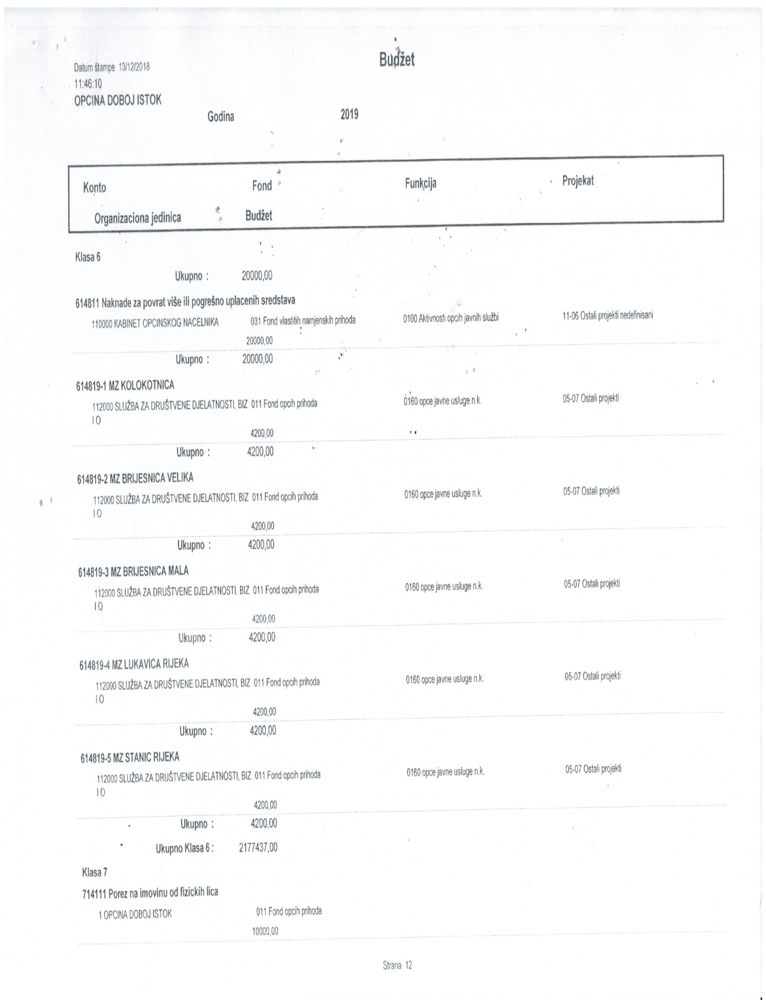 Budžet
Datum štampe 13/12/2018
11:46:10
OPCINA DOBOJ ISTOK
Godina 2019
Konto Fond Funkcija Projekat
Organizaciona jedinica Budžet
Klasa 6
Ukupno : 20000,00
614811 Naknade za povrat više ili pogrešno uplacenih sredstava
110000 KABINET OPCINSKOG NACELNIKA 031 Fond vlastitih namjenskih prihoda 0100 Aktivnosti opcih javnih službi 11-06 Ostali projekti nedefinisani
20000,00
Ukupno : 20000,00
614819-1 MZ KOLOKOTNICA
112000 SLUŽBA ZA DRUŠTVENE DJELATNOSTI, BIZ 011 Fond opcih prihoda 0160 opce javne usluge n.k. 05-07 Ostali projekti
IO
4200,00
Ukupno : 4200,00
614819-2 MZ BRIJESNICA VELIKA
112000 SLUŽBA ZA DRUŠTVENE DJELATNOSTI, BIZ 011 Fond opcih prihoda 0160 opce javne usluge n.k. 05-07 Ostali projekti
IO
4200,00
Ukupno : 4200,00
614819-3 MZ BRIJESNICA MALA
112000 SLUŽBA ZA DRUŠTVENE DJELATNOSTI, BIZ 011 Fond opcih prihoda 0160 opce javne usluge n.k. 05-07 Ostali projekti
IO
4200,00
Ukupno : 4200,00
614819-4 MZ LUKAVICA RIJEKA
112000 SLUŽBA ZA DRUŠTVENE DJELATNOSTI, BIZ 011 Fond opcih prihoda 0160 opce javne usluge n.k. 05-07 Ostali projekti
IO
4200,00
Ukupno : 4200,00
614819-5 MZ STANIC RIJEKA
112000 SLUŽBA ZA DRUŠTVENE DJELATNOSTI, BIZ 011 Fond opcih prihoda 0160 opce javne usluge n.k. 05-07 Ostali projekti
IO
4200,00
Ukupno : 4200,00
Ukupno Klasa 6 : 2177437,00
Klasa 7
714111 Porez na imovinu od fizickih lica
1 OPCINA DOBOJ ISTOK 011 Fond opcih prihoda
10000,00
Strana 12